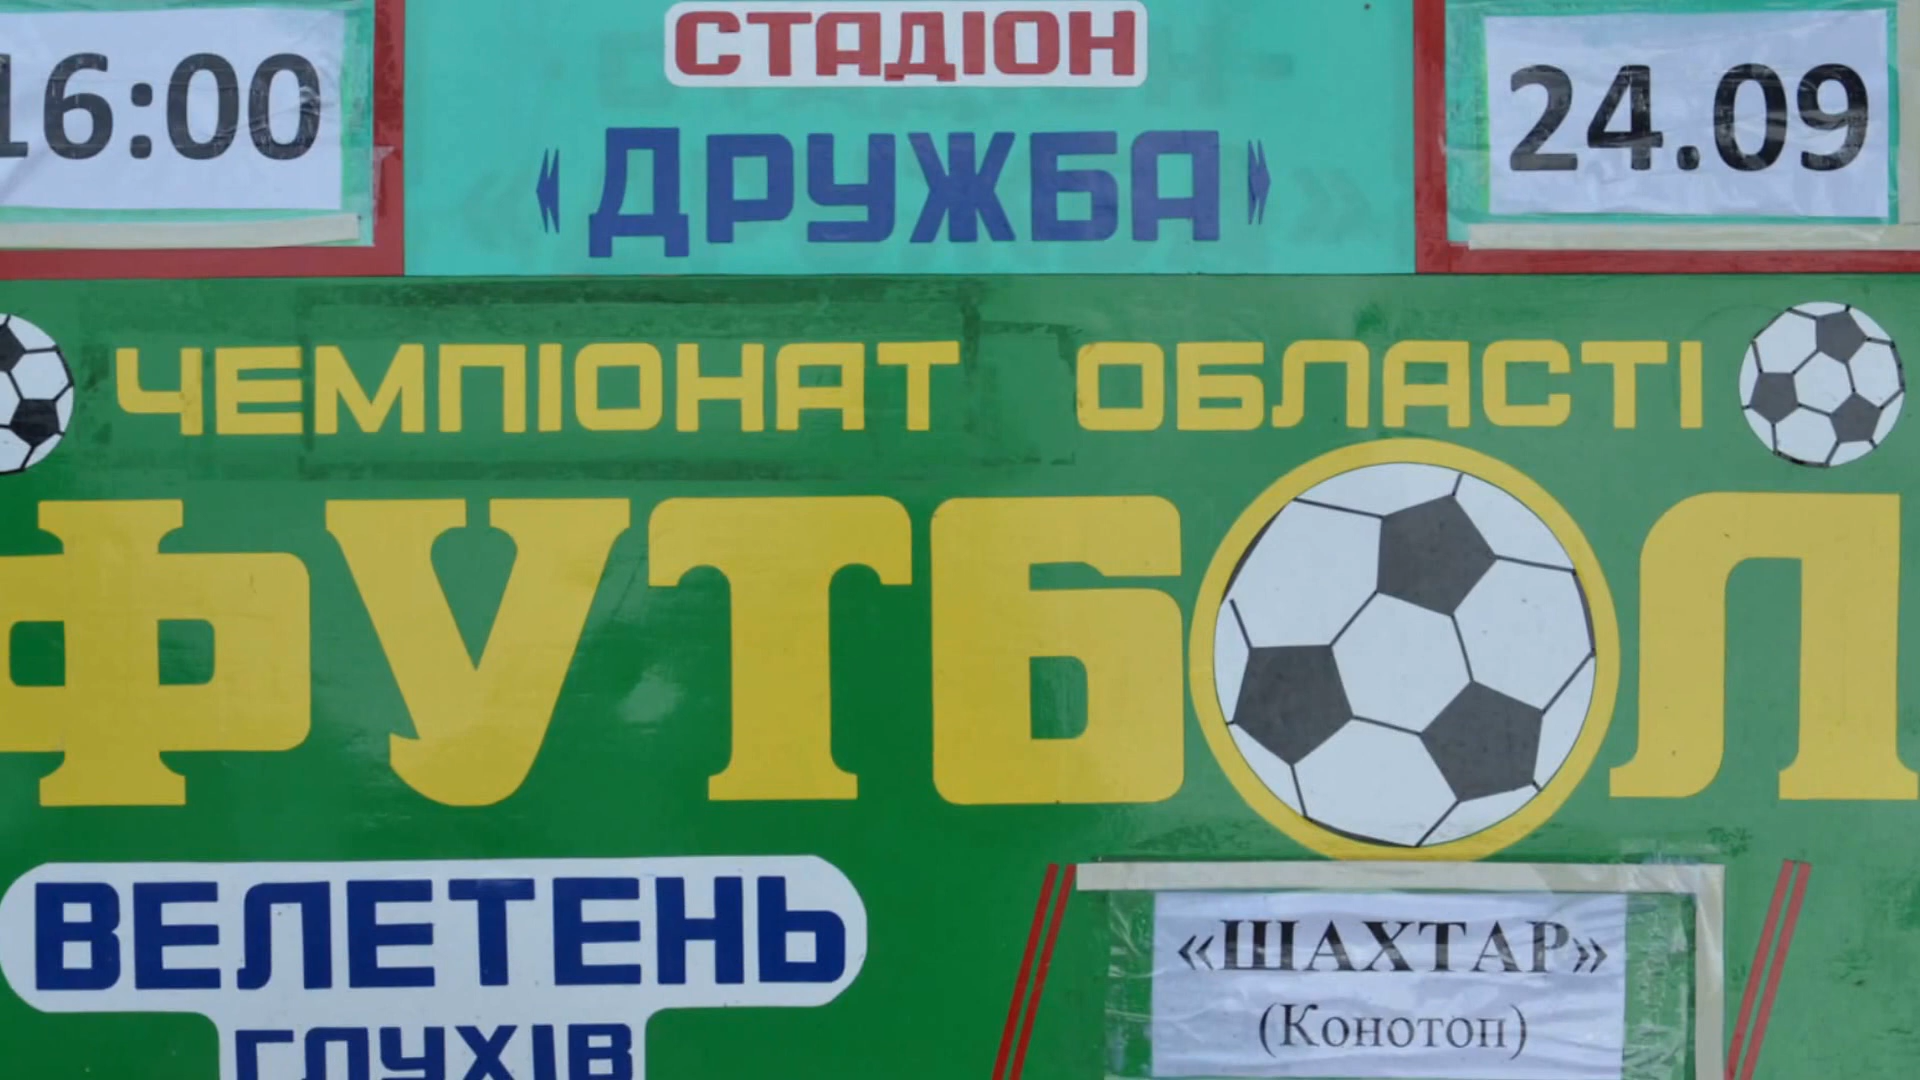 16:00
СТАДІОН
24.09
«ДРУЖБА»
ЧЕМПІОНАТ ОБЛАСТІ
ФУТБОЛ
ВЕЛЕТЕНЬ
ГЛУХІВ
«ШАХТАР»
(Конотоп)